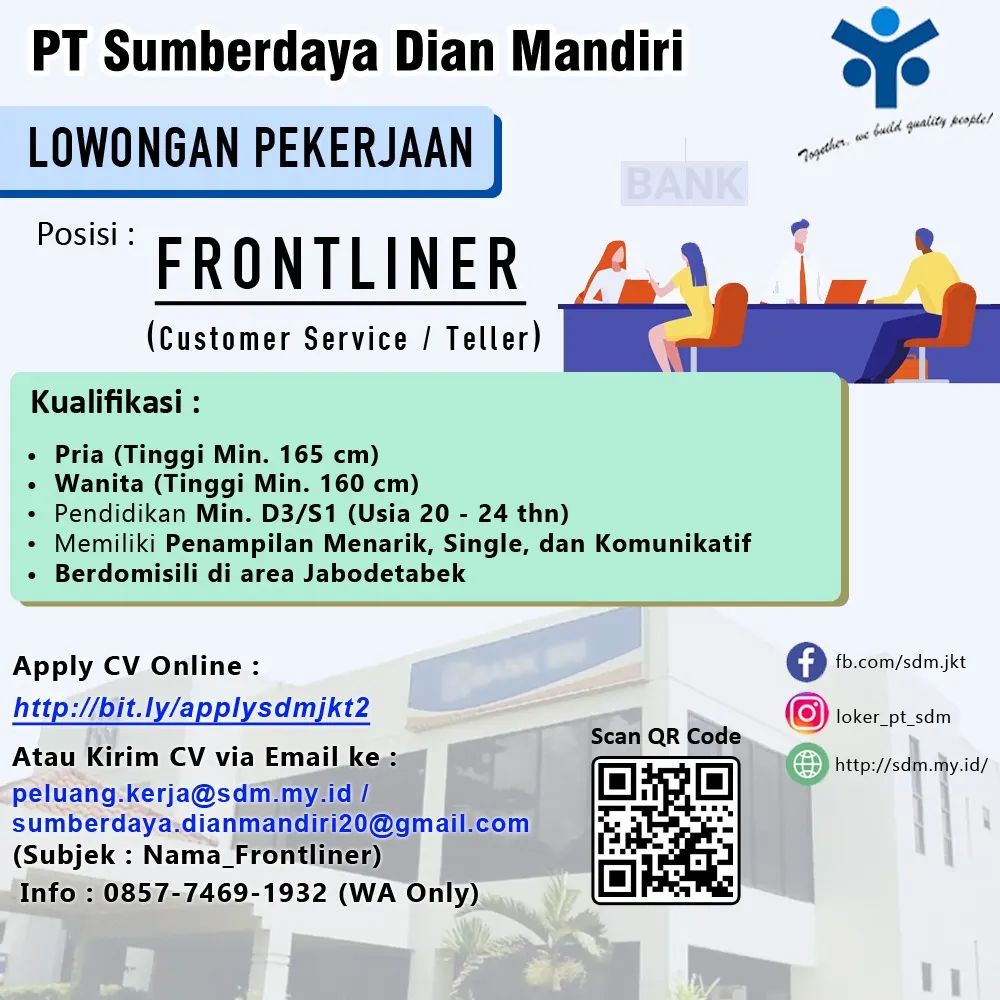 PT Sumberdaya Dian Mandiri
Together, we build quality people!
LOWONGAN PEKERJAAN
BANK
Posisi :
FRONTLINER
(Customer Service / Teller)
Kualifikasi :
• Pria (Tinggi Min. 165 cm)
• Wanita (Tinggi Min. 160 cm)
• Pendidikan Min. D3/S1 (Usia 20 - 24 thn)
• Memiliki Penampilan Menarik, Single, dan Komunikatif
• Berdomisili di area Jabodetabek
Apply CV Online :
http://bit.ly/applysdmjkt2
Atau Kirim CV via Email ke :
peluang.kerja@sdm.my.id /
sumberdaya.dianmandiri20@gmail.com
(Subjek : Nama_Frontliner)
Info : 0857-7469-1932 (WA Only)
Scan QR Code
fb.com/sdm.jkt
loker_pt_sdm
http://sdm.my.id/